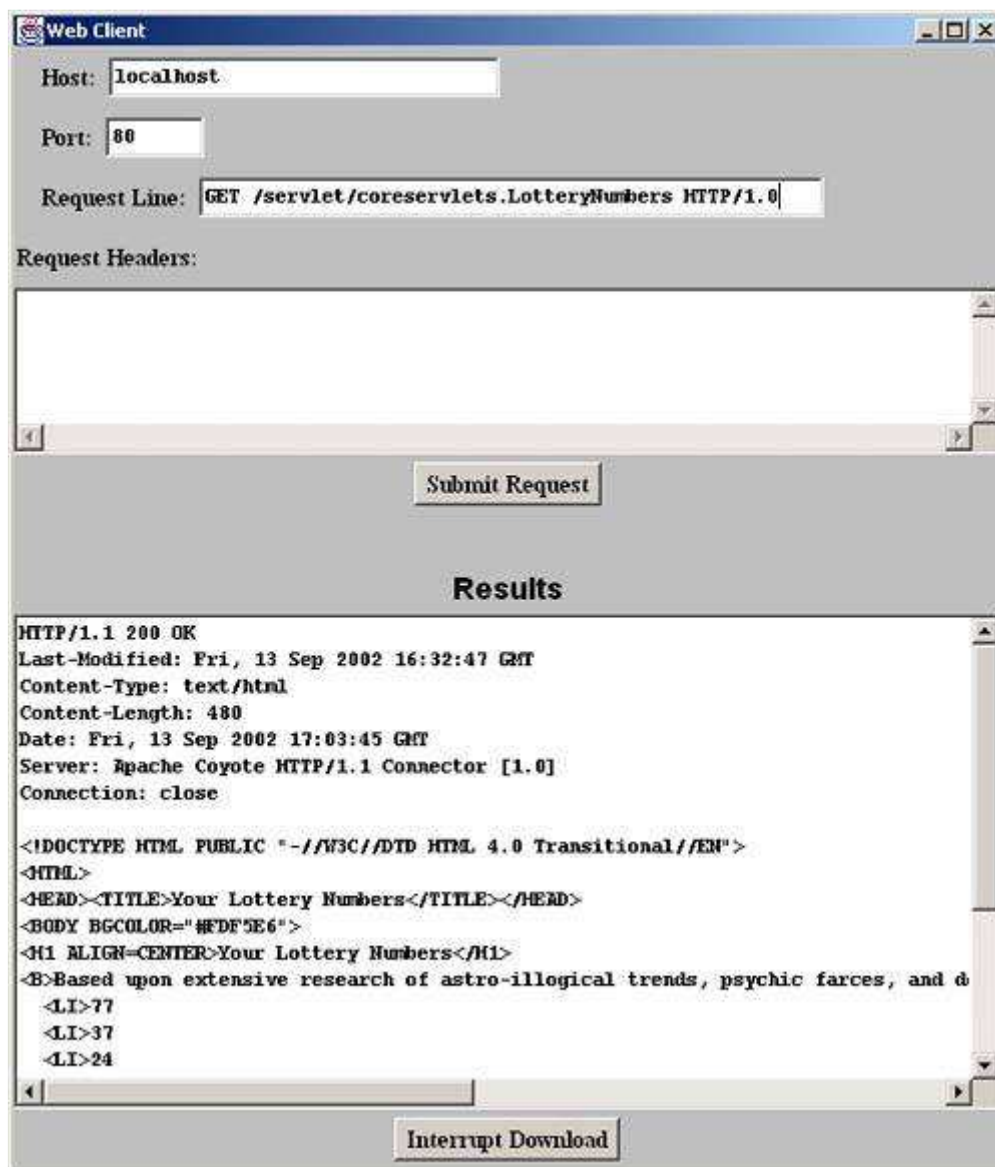 Web Client
Host: localhost
Port: 80
Request Line: GET /servlet/coreservlets.LotteryNumbers HTTP/1.0
Request Headers:
Submit Request
Results
HTTP/1.1 200 OK
Last-Modified: Fri, 13 Sep 2002 16:32:47 GMT
Content-Type: text/html
Content-Length: 480
Date: Fri, 13 Sep 2002 17:03:45 GMT
Server: Apache Coyote HTTP/1.1 Connector [1.0]
Connection: close
<!DOCTYPE HTML PUBLIC "-//W3C//DTD HTML 4.0 Transitional//EN">
<HTML>
<HEAD><TITLE>Your Lottery Numbers</TITLE></HEAD>
<BODY BGCOLOR="#FDF5E6">
<H1 ALIGN=CENTER>Your Lottery Numbers</H1>
<B>Based upon extensive research of astro-illogical trends, psychic farces, and
<LI>77
<LI>37
<LI>24
Interrupt Download